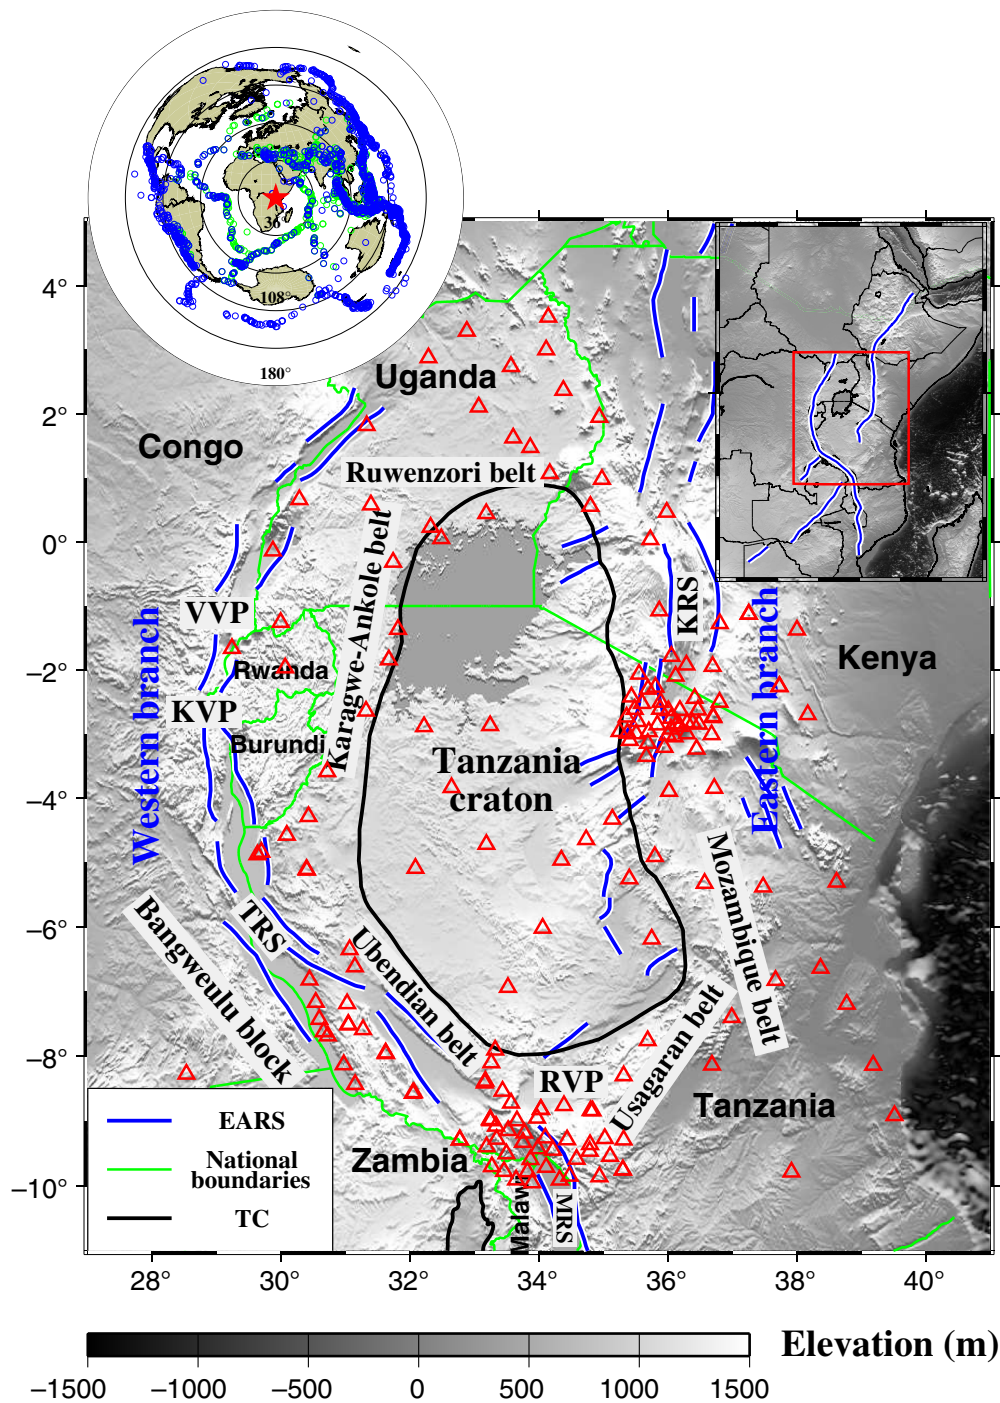 36°
108°
180°
4°
2°
0°
−2°
−4°
−6°
−8°
−10°
Uganda
Congo
Ruwenzori belt
Karagwe-Ankole belt
VVP
Rwanda
KVP
Burundi
Western branch
KRS
Eastern branch
Kenya
Tanzania
craton
Mozambique belt
TRS
Bangweulu block
Ubendian belt
Usagaran belt
RVP
Tanzania
Zambia
Malawi
MRS
EARS
National
boundaries
TC
28°
30°
32°
34°
36°
38°
40°
Elevation (m)
−1500
−1000
−500
0
500
1000
1500